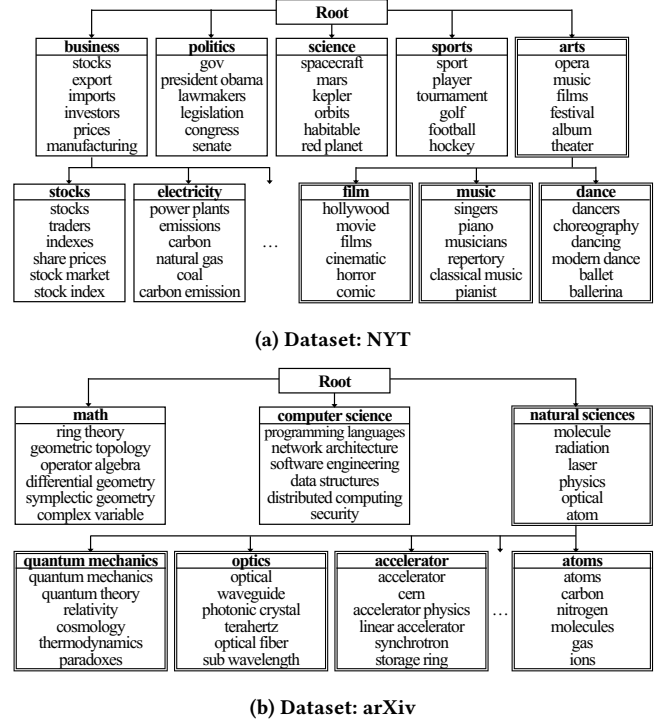 Root
business
stocks
export
imports
investors
prices
manufacturing
politics
gov
president obama
lawmakers
legislation
congress
senate
science
spacecraft
mars
kepler
orbits
habitable
red planet
sports
sport
player
tournament
golf
football
hockey
arts
opera
music
films
festival
album
theater
stocks
stocks
traders
indexes
share prices
stock market
stock index
electricity
power plants
emissions
carbon
natural gas
coal
carbon emission
...
film
hollywood
movie
films
cinematic
horror
comic
music
singers
piano
musicians
repertory
classical music
pianist
dance
dancers
choreography
dancing
modern dance
ballet
ballerina
(a) Dataset: NYT
Root
math
ring theory
geometric topology
operator algebra
differential geometry
symplectic geometry
complex variable
computer science
programming languages
network architecture
software engineering
data structures
distributed computing
security
natural sciences
molecule
radiation
laser
physics
optical
atom
quantum mechanics
quantum mechanics
quantum theory
relativity
cosmology
thermodynamics
paradoxes
optics
optical
waveguide
photonic crystal
terahertz
optical fiber
sub wavelength
accelerator
accelerator
cern
accelerator physics
linear accelerator
synchrotron
storage ring
...
atoms
atoms
carbon
nitrogen
molecules
gas
ions
(b) Dataset: arXiv